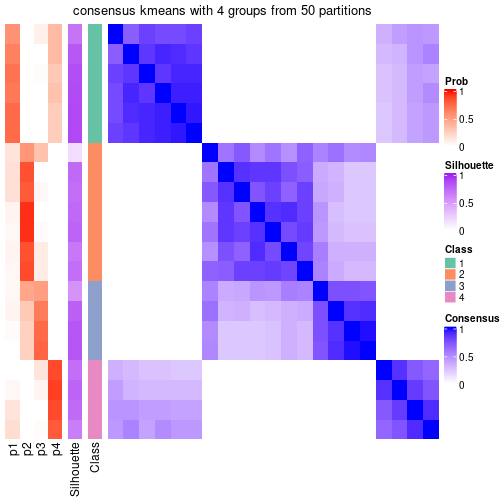 consensus kmeans with 4 groups from 50 partitions
Prob
1
0.5
0
Silhouette
1
0.5
0
Class
1
2
3
4
Consensus
1
0.5
0
p1
p2
p3
p4
Silhouette
Class